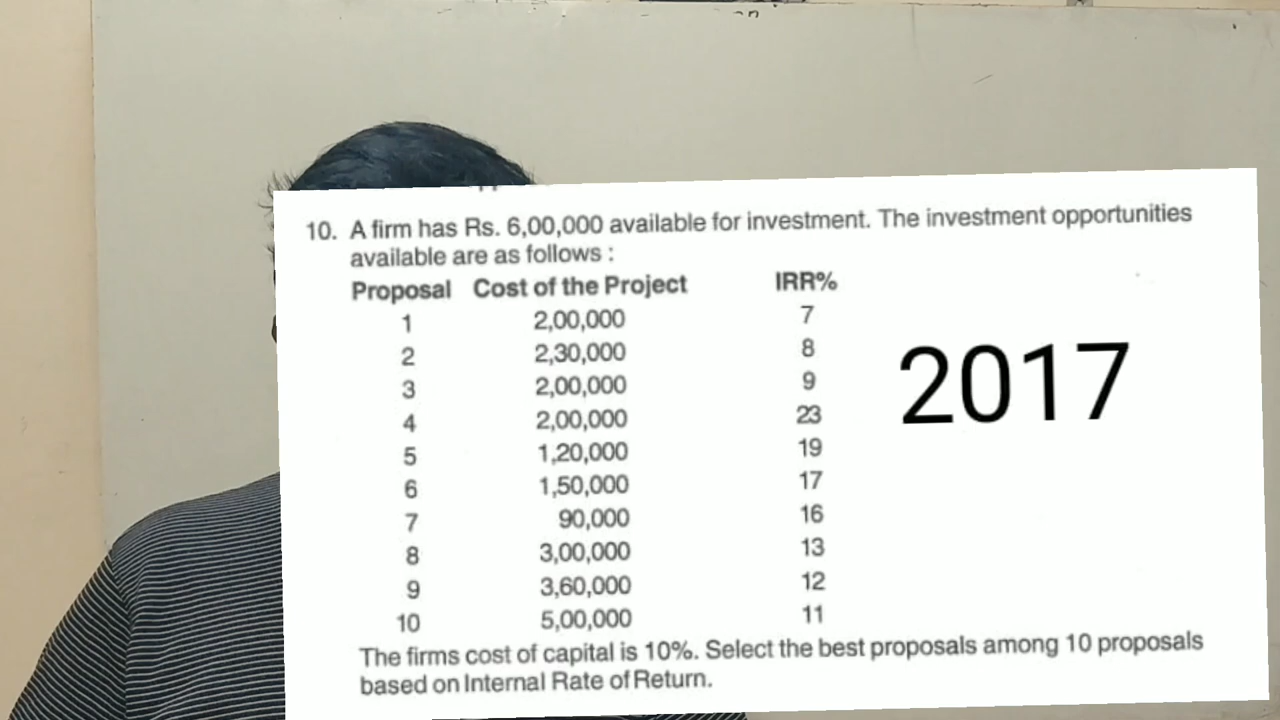 10. A firm has Rs. 6,00,000 available for investment. The investment opportunities
available are as follows :
Proposal Cost of the Project IRR%
1 2,00,000 7
2 2,30,000 8
3 2,00,000 9
4 2,00,000 23
5 1,20,000 19
6 1,50,000 17
7 90,000 16
8 3,00,000 13
9 3,60,000 12
10 5,00,000 11
2017
The firms cost of capital is 10%. Select the best proposals among 10 proposals
based on Internal Rate of Return.